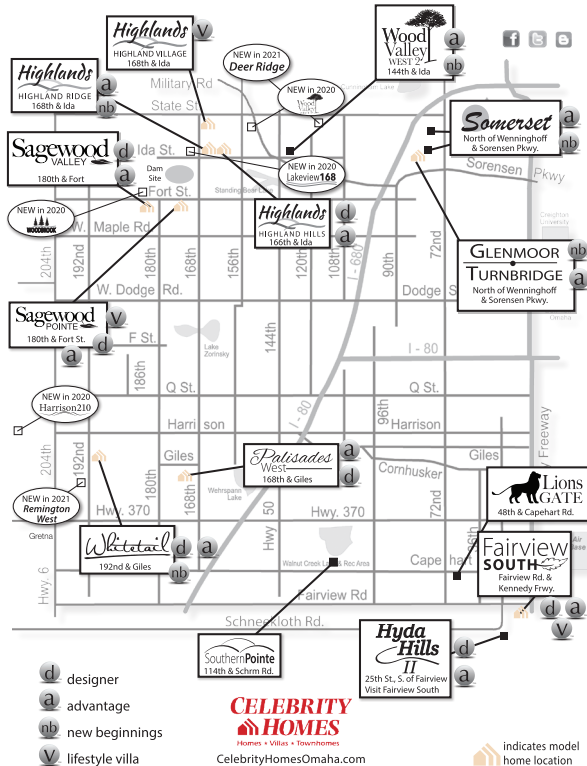 Highlands
HIGHLAND VILLAGE
168th & Ida
v
NEW in 2021
Deer Ridge
Wood
Valley
WEST 2
144th & Ida
a
nb
Military Rd
State St.
NEW in 2020
Wood
Valley
Highlands
HIGHLAND RIDGE
168th & Ida
a
nb
Somerset
North of Wenninghoff
& Sorensen Pkwy.
a
nb
Sagewood
VALLEY
180th & Fort
d
a
Ida St.
Dam
Site
Fort St.
NEW in 2020
Lakeview168
Standing Bear Lake
Sorensen Pkwy
NEW in 2020
WOODBROOK
W. Maple Rd.
Highlands
HIGHLAND HILLS
166th & Ida
d
a
Creighton
University
GLENMOOR
TURNBRIDGE
North of Wenninghoff
& Sorensen Pkwy.
nb
a
204th
192nd
180th
168th
156th
120th
108th
I - 680
90th
72nd
W. Dodge Rd.
Dodge S
Omaha
Sagewood
POINTE
180th & Fort St.
v
d
a
F St.
Lake
Zorinsky
144th
I - 80
186th
Q St.
Q St.
96th
NEW in 2020
Harrison210
Harrison
I - 80
Harrison
204th
192nd
180th
168th
Giles
Giles
Palisades
West
168th & Giles
a
d
Cornhusker
72nd
y Freeway
NEW in 2021
Remington
West
Wehrspann
Lake
Hwy. 370
Hwy 50
Hwy. 370
Lions
GATE
48th & Capehart Rd.
Gretna
Whitetail
192nd & Giles
d
a
nb
Walnut Creek Lake & Rec Area
Capehart
36th
Air
Base
Fairview
SOUTH
Fairview Rd. &
Kennedy Frwy.
d
a
v
Hwy. 6
Fairview Rd
Schneekloth Rd.
SouthernPointe
114th & Schrm Rd.
Hyda
Hills
II
25th St., S. of Fairview
Visit Fairview South
d
a
d designer
a advantage
nb new beginnings
v lifestyle villa
CELEBRITY
HOMES
Homes • Villas • Townhomes
CelebrityHomesOmaha.com
indicates model
home location